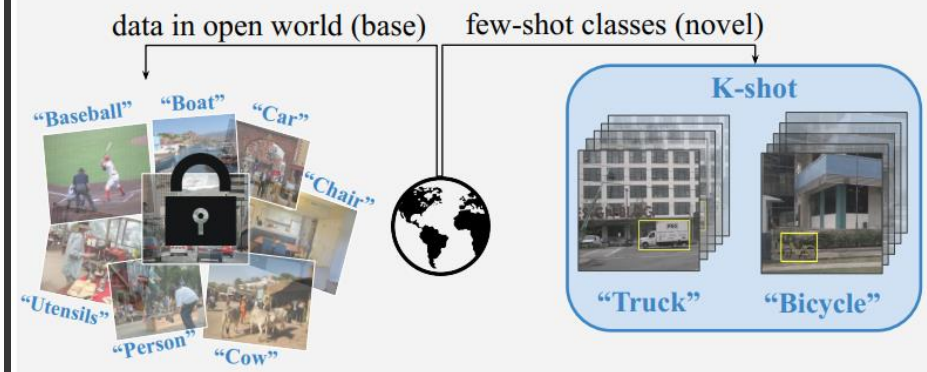 data in open world (base)
few-shot classes (novel)
“Baseball”
“Boat”
“Car”
“Chair”
“Utensils”
“Person”
“Cow”
K-shot
“Truck”
“Bicycle”